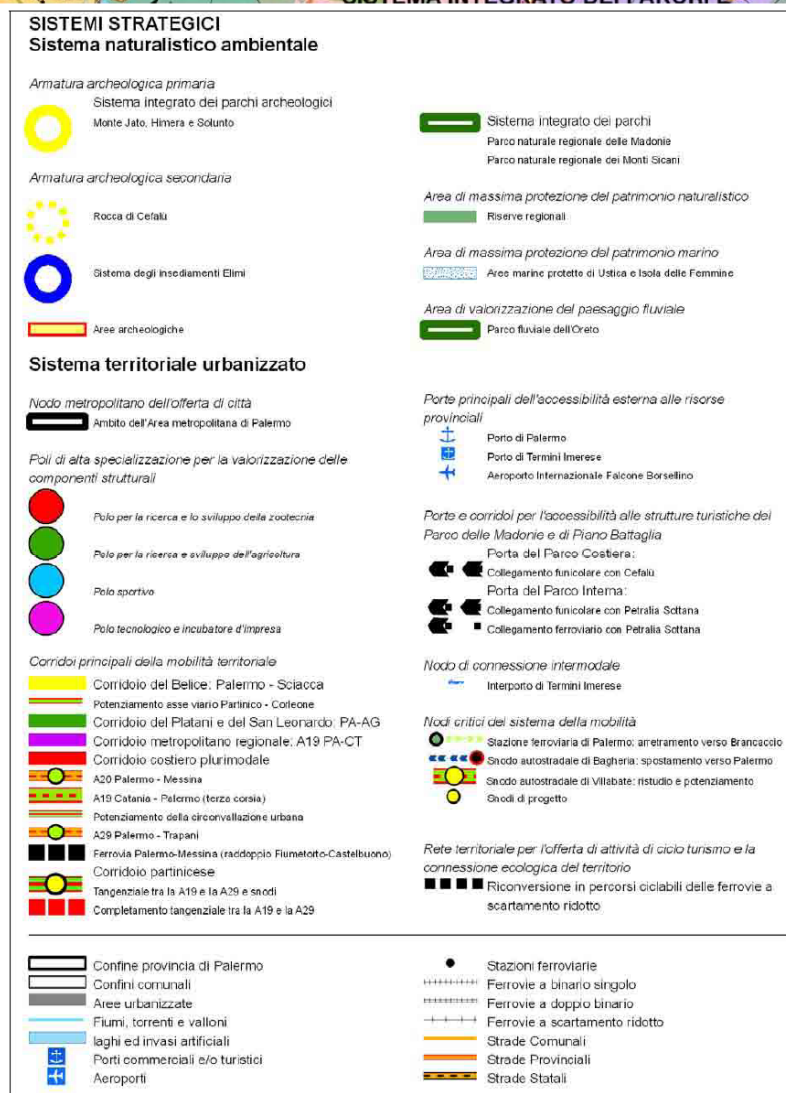 SISTEMI STRATEGICI
Sistema naturalistico ambientale
Armatura archeologica primaria
Sistema integrato dei parchi archeologici
Monte Jato, Himera e Solunto
Armatura archeologica secondaria
Rocca di Cefalù
Sistema degli insediamenti Elimi
Aree archeologiche
Sistema integrato dei parchi
Parco naturale regionale delle Madonie
Parco naturale regionale dei Monti Sicani
Area di massima protezione del patrimonio naturalistico
Riserve regionali
Area di massima protezione del patrimonio marino
Aree marine protette di Ustica e Isola delle Femmine
Area di valorizzazione del paesaggio fluviale
Parco fluviale dell'Oreto
Sistema territoriale urbanizzato
Nodo metropolitano dell'offerta di città
Ambito dell'Area metropolitana di Palermo
Poli di alta specializzazione per la valorizzazione delle
componenti strutturali
Polo per la ricerca e lo sviluppo della zootecnia
Polo per la ricerca e sviluppo dell'agricoltura
Polo sportivo
Polo tecnologico e incubatore d'impresa
Corridoi principali della mobilità territoriale
Corridoio del Belice: Palermo - Sciacca
Potenziamento asse viario Partinico - Corleone
Corridoio del Platani e del San Leonardo: PA-AG
Corridoio metropolitano regionale: A19 PA-CT
Corridoio costiero plurimodale
A20 Palermo - Messina
A19 Catania - Palermo (terza corsia)
Potenziamento della circonvallazione urbana
A29 Palermo - Trapani
Ferrovia Palermo-Messina (raddoppio Fiumetorto-Castelbuono)
Corridoio partinicese
Tangenziale tra la A19 e la A29 e snodi
Completamento tangenziale tra la A19 e la A29
Porte principali dell'accessibilità esterna alle risorse
provinciali
Porto di Palermo
Porto di Termini Imerese
Aeroporto Internazionale Falcone Borsellino
Porte e corridoi per l'accessibilità alle strutture turistiche del
Parco delle Madonie e di Piano Battaglia
Porta del Parco Costiera:
Collegamento funicolare con Cefalù
Porta del Parco Interna:
Collegamento funicolare con Petralia Sottana
Collegamento ferroviario con Petralia Sottana
Nodo di connessione intermodale
Interporto di Termini Imerese
Nodi critici del sistema della mobilità
Stazione ferroviaria di Palermo: arretramento verso Brancaccio
Snodo autostradale di Bagheria: spostamento verso Palermo
Snodo autostradale di Villabate: ristudio e potenziamento
Snodi di progetto
Rete territoriale per l'offerta di attività di ciclo turismo e la
connessione ecologica del territorio
Riconversione in percorsi ciclabili delle ferrovie a
scartamento ridotto
Confine provincia di Palermo
Confini comunali
Aree urbanizzate
Fiumi, torrenti e valloni
laghi ed invasi artificiali
Porti commerciali e/o turistici
Aeroporti
Stazioni ferroviarie
Ferrovie a binario singolo
Ferrovie a doppio binario
Ferrovie a scartamento ridotto
Strade Comunali
Strade Provinciali
Strade Statali